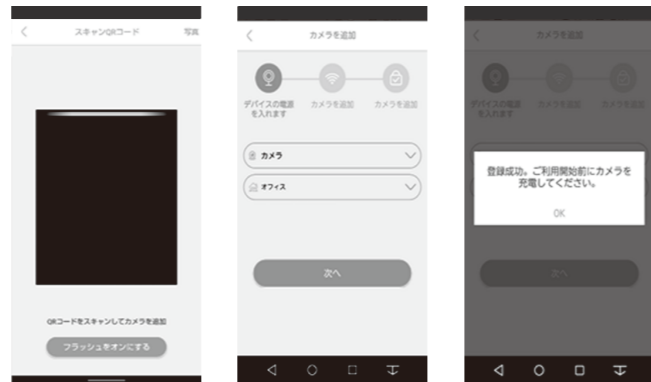 スキャンQRコード
写真
QRコードをスキャンしてカメラを追加
フラッシュをオンにする
カメラを追加
デバイスの電源
を入れます
カメラを追加
カメラを追加
カメラ
オフィス
次へ
カメラを追加
デバイスの電源
を入れます
カメラを追加
カメラを追加
登録成功。ご利用開始前にカメラを
充電してください。
OK
次へ